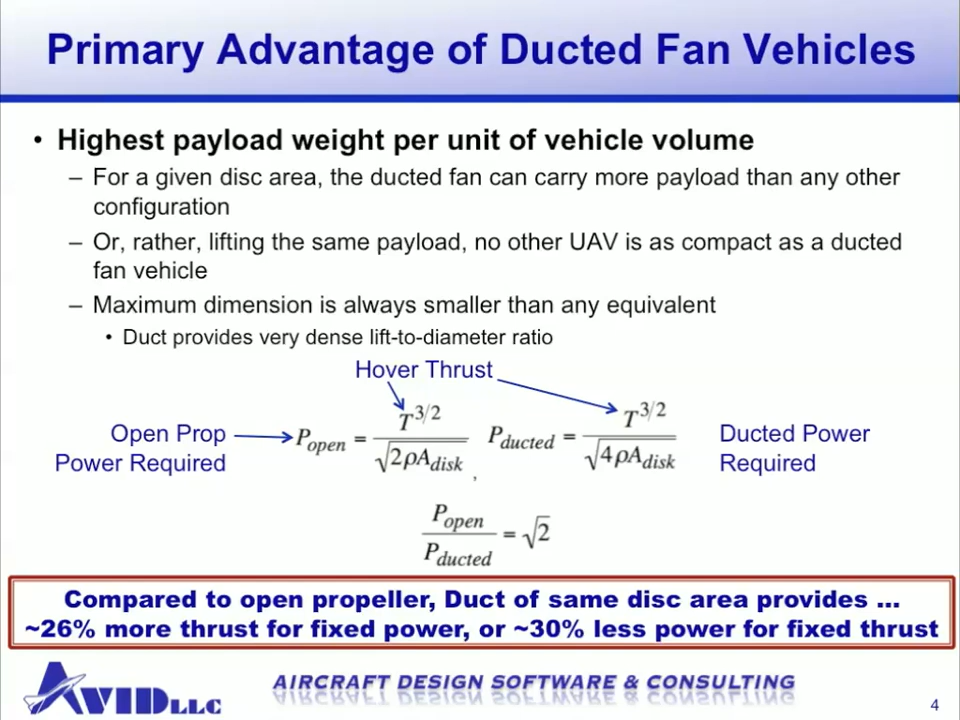 Primary Advantage of Ducted Fan Vehicles
• Highest payload weight per unit of vehicle volume
– For a given disc area, the ducted fan can carry more payload than any other
configuration
– Or, rather, lifting the same payload, no other UAV is as compact as a ducted
fan vehicle
– Maximum dimension is always smaller than any equivalent
• Duct provides very dense lift-to-diameter ratio
Hover Thrust
Open Prop
Power Required
P_open = T^3/2 / √2ρA_disk ,
P_ducted = T^3/2 / √4ρA_disk
Ducted Power
Required
P_open / P_ducted = √2
Compared to open propeller, Duct of same disc area provides ...
~26% more thrust for fixed power, or ~30% less power for fixed thrust
AVID LLC
AIRCRAFT DESIGN SOFTWARE & CONSULTING
4